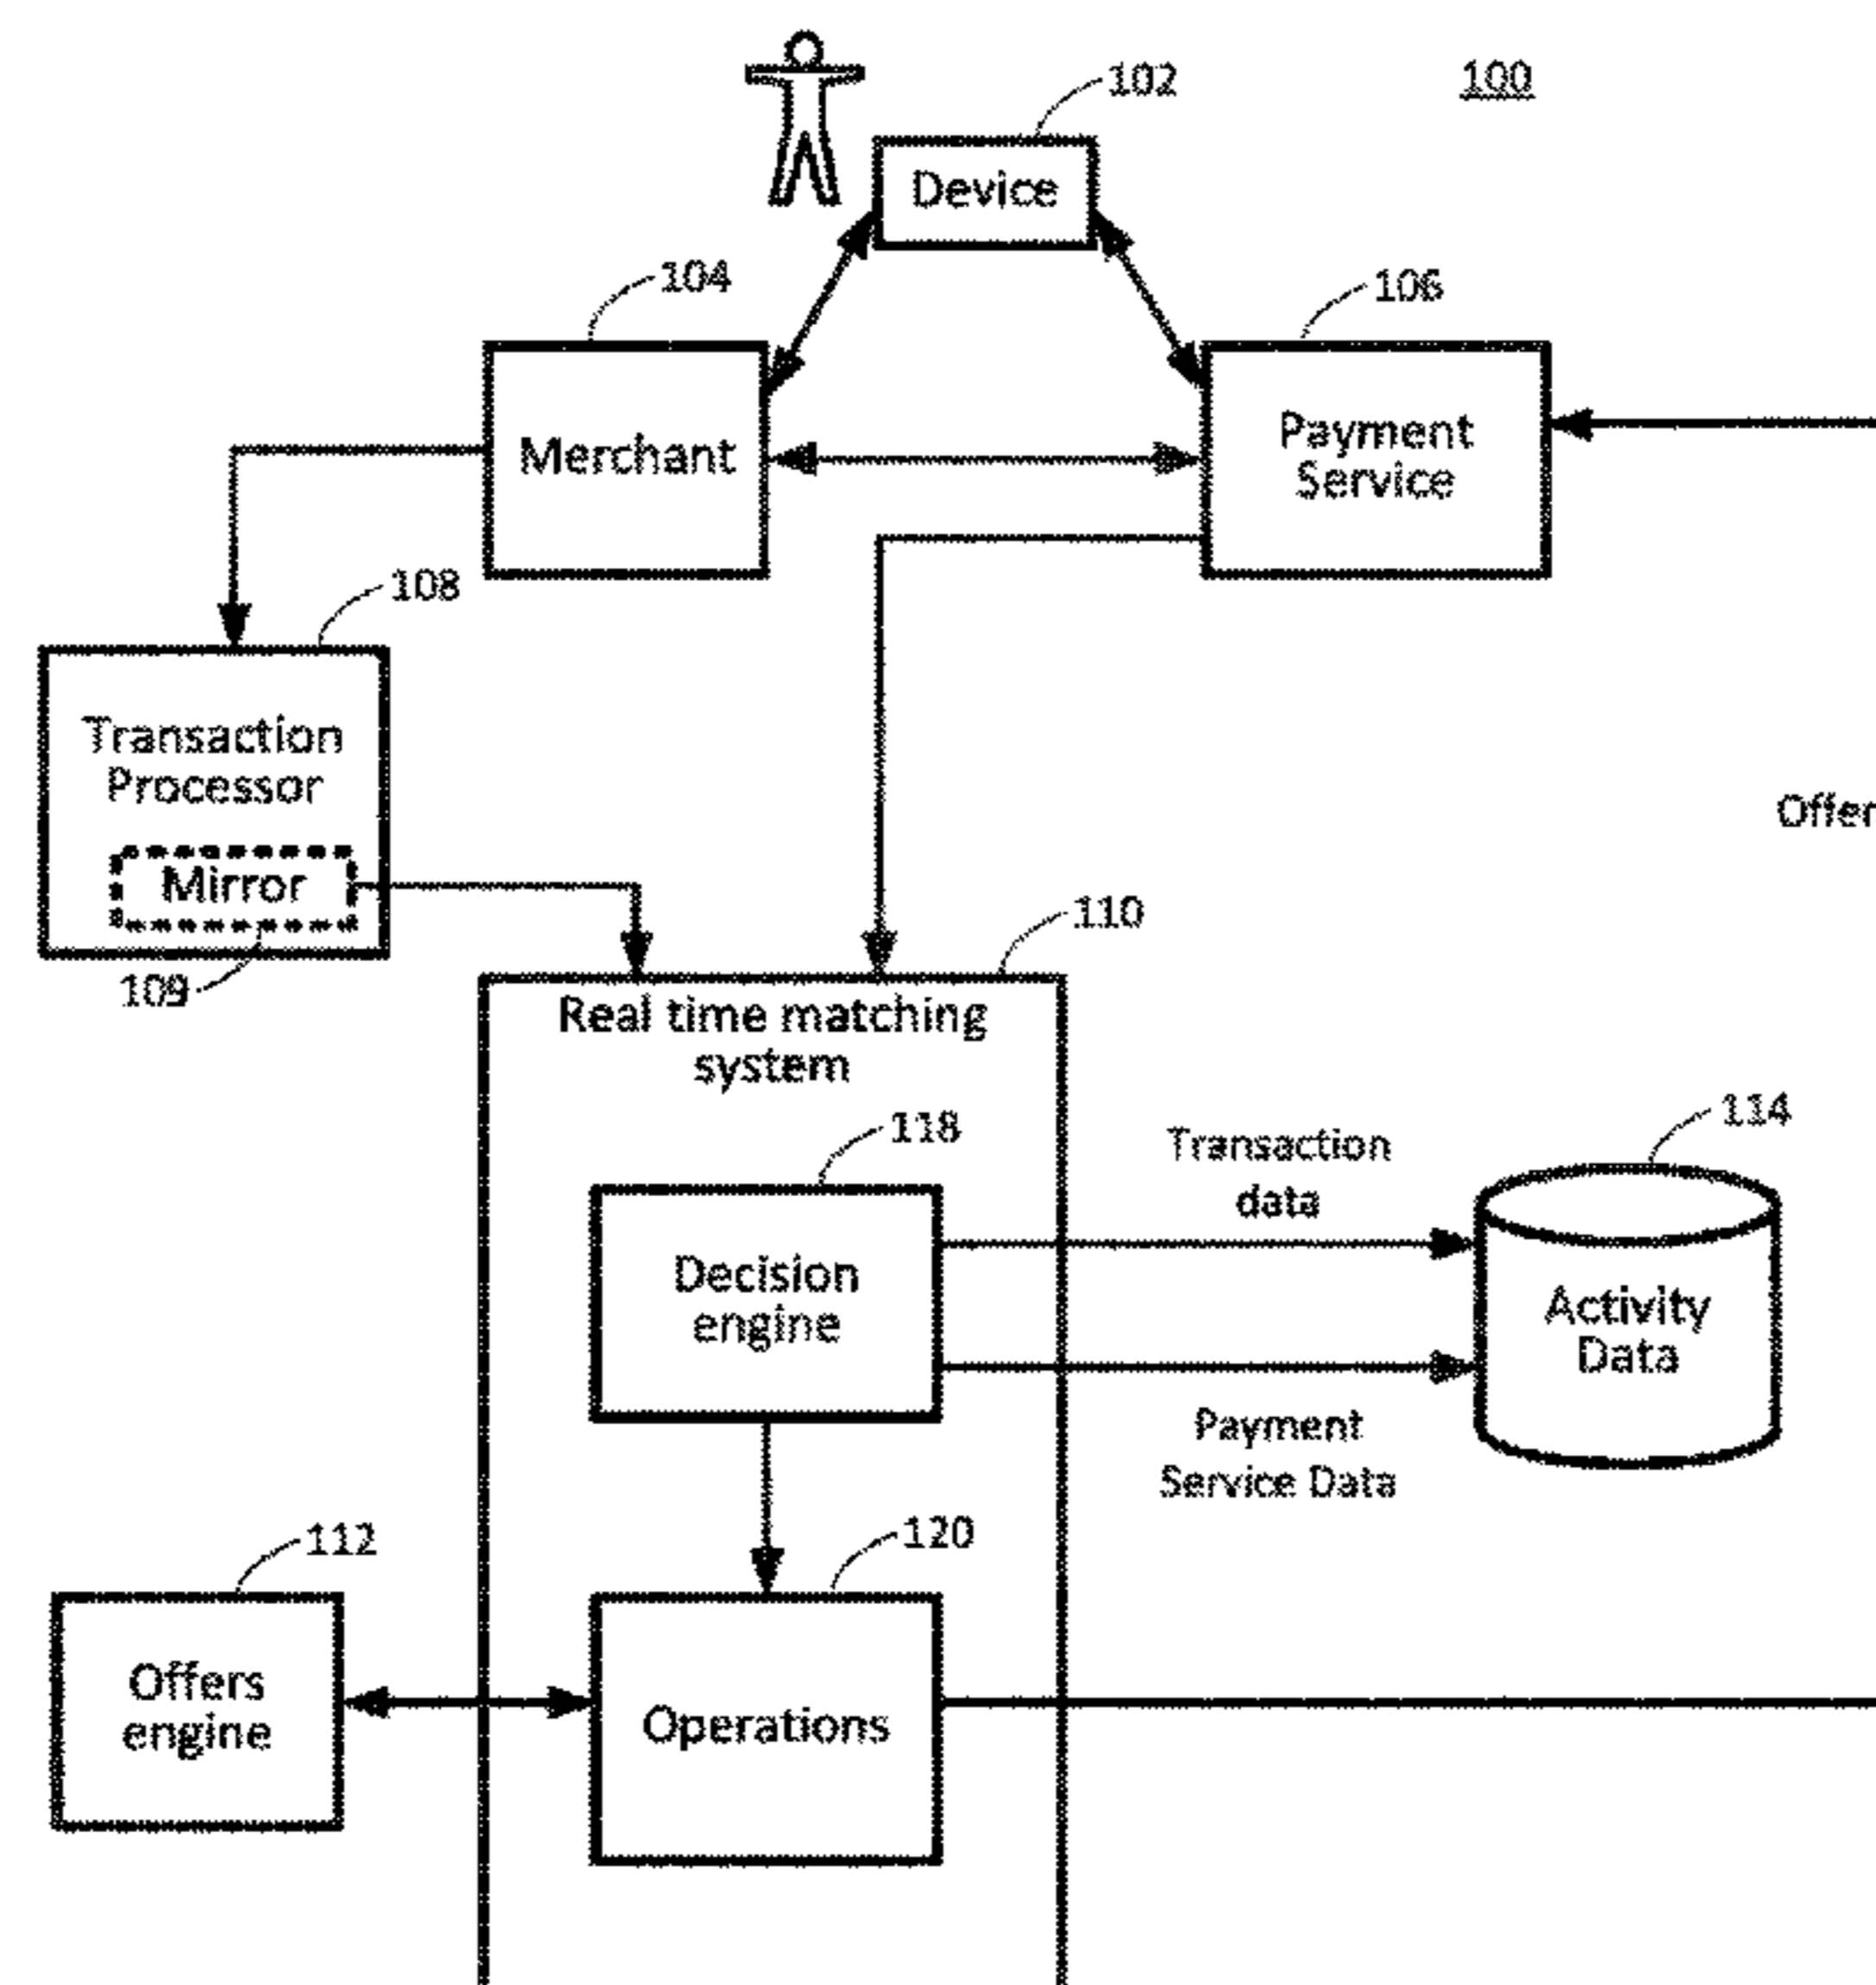 102
100
Device
104
106
Merchant
Payment
Service
108
Transaction
Processor
Mirror
109
Offer
110
Real time matching
system
118
Transaction
data
114
Decision
engine
Activity
Data
Payment
Service Data
112
120
Offers
engine
Operations